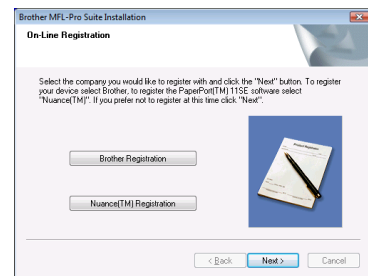 Brother MFL-Pro Suite Installation
On-Line Registration
Select the company you would like to register with and click the "Next" button. To register
your device select Brother, to register the PaperPort(TM) 11SE software select
"Nuance(TM)". If you prefer not to register at this time click "Next".
Brother Registration
Nuance(TM) Registration
< Back
Next >
Cancel